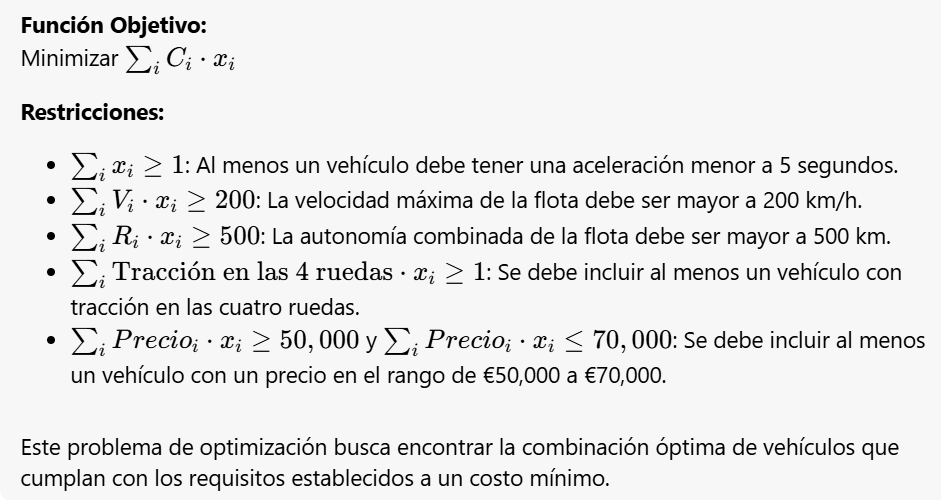 Función Objetivo:
Minimizar ∑ᵢ Cᵢ · xᵢ
Restricciones:
• ∑ᵢ xᵢ ≥ 1: Al menos un vehículo debe tener una aceleración menor a 5 segundos.
• ∑ᵢ Vᵢ · xᵢ ≥ 200: La velocidad máxima de la flota debe ser mayor a 200 km/h.
• ∑ᵢ Rᵢ · xᵢ ≥ 500: La autonomía combinada de la flota debe ser mayor a 500 km.
• ∑ᵢ Tracción en las 4 ruedas · xᵢ ≥ 1: Se debe incluir al menos un vehículo con
tracción en las cuatro ruedas.
• ∑ᵢ Precioᵢ · xᵢ ≥ 50, 000 y ∑ᵢ Precioᵢ · xᵢ ≤ 70, 000: Se debe incluir al menos
un vehículo con un precio en el rango de €50,000 a €70,000.
Este problema de optimización busca encontrar la combinación óptima de vehículos que
cumplan con los requisitos establecidos a un costo mínimo.